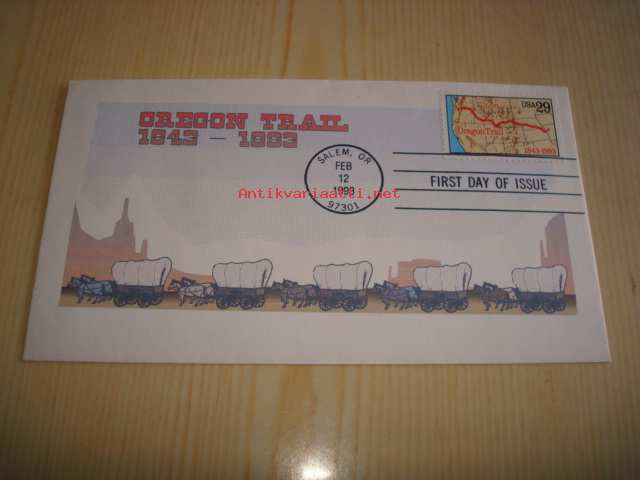 OREGON TRAIL
1843 – 1993
USA 29
Oregon Trail
1843-1993
SALEM, OR
FEB
12
1993
97301
FIRST DAY OF ISSUE
Antikvariaatti.net